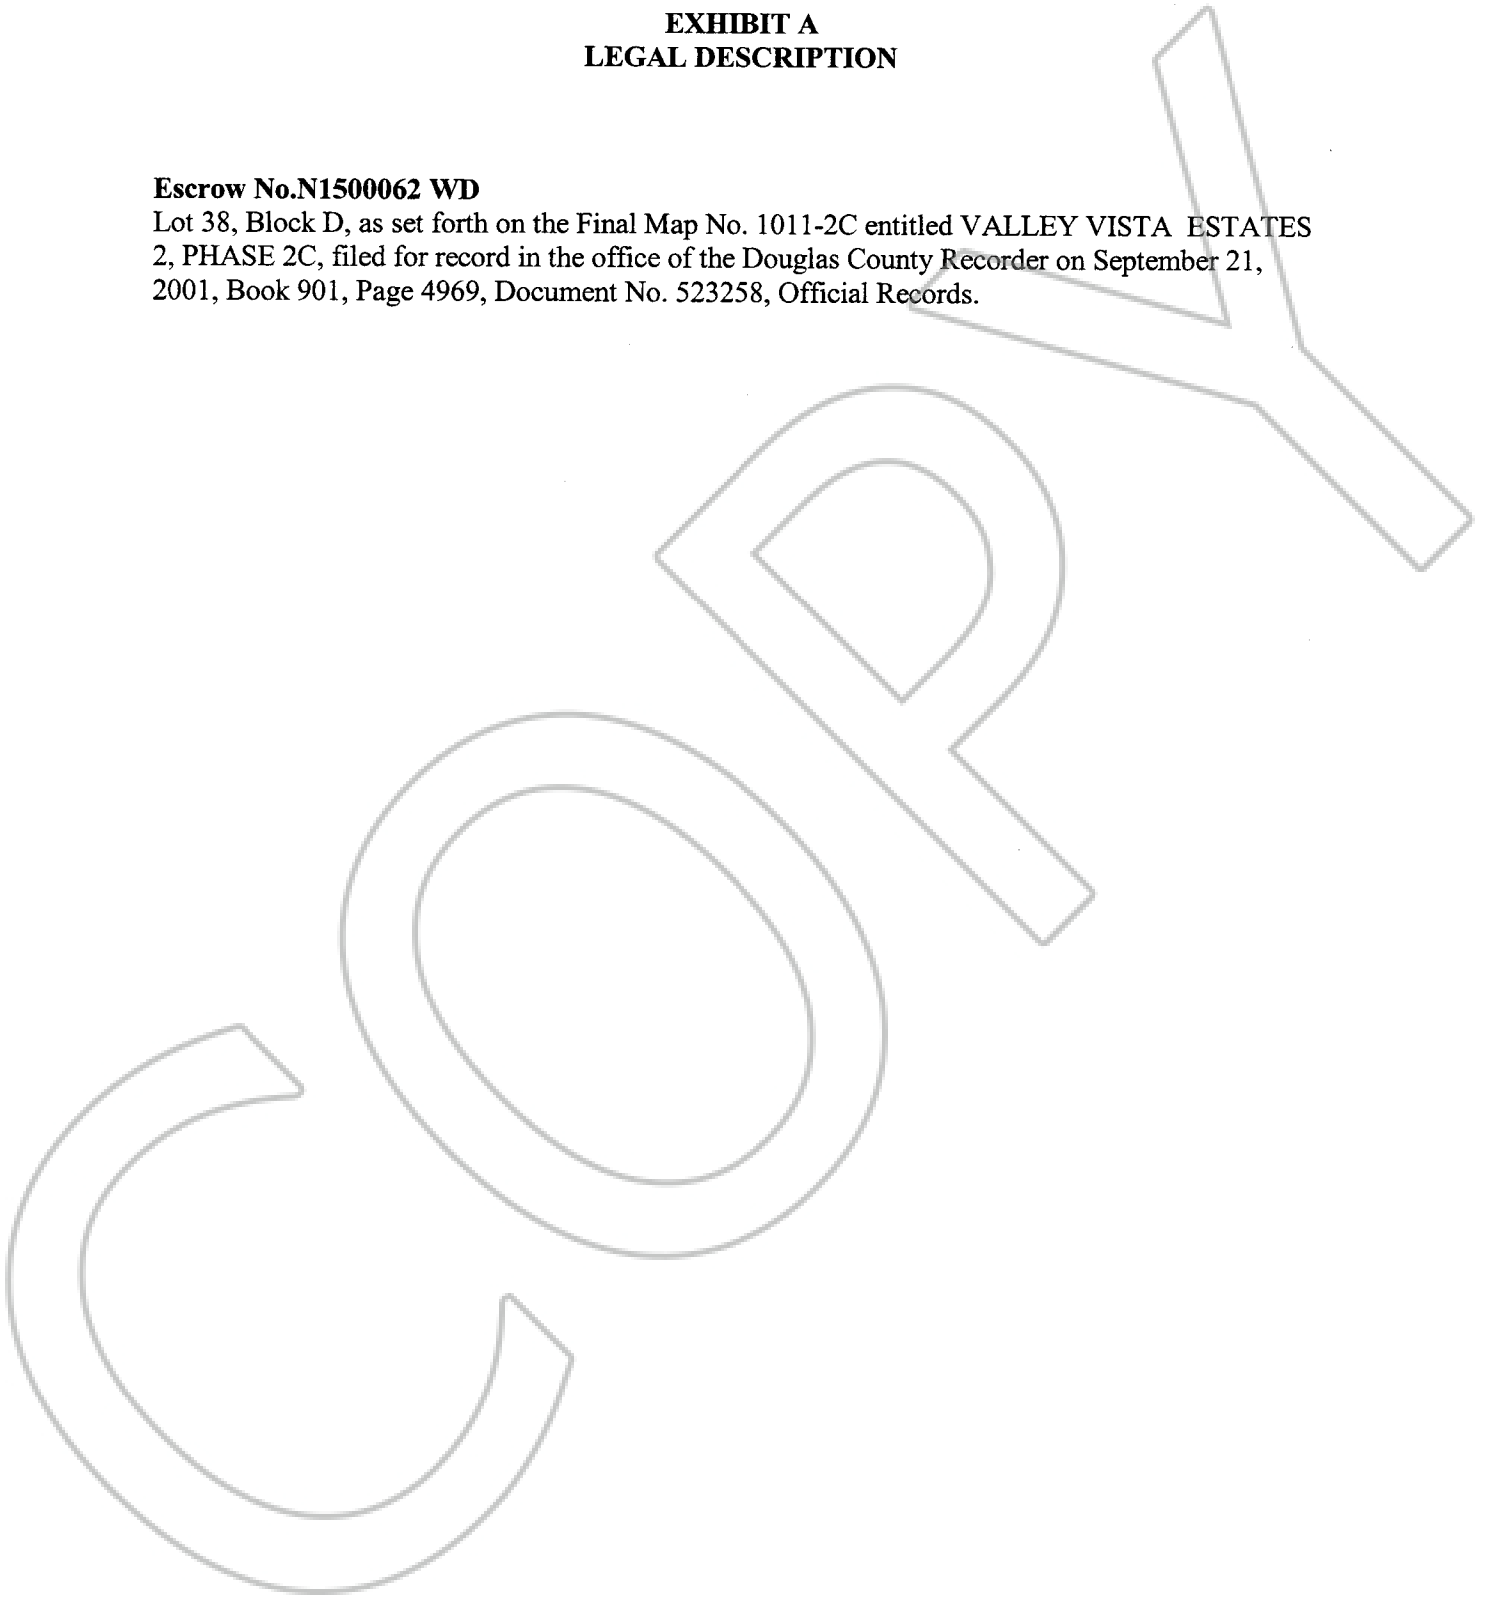 EXHIBIT A
LEGAL DESCRIPTION
Escrow No.N1500062 WD
Lot 38, Block D, as set forth on the Final Map No. 1011-2C entitled VALLEY VISTA ESTATES
2, PHASE 2C, filed for record in the office of the Douglas County Recorder on September 21,
2001, Book 901, Page 4969, Document No. 523258, Official Records.
COPY